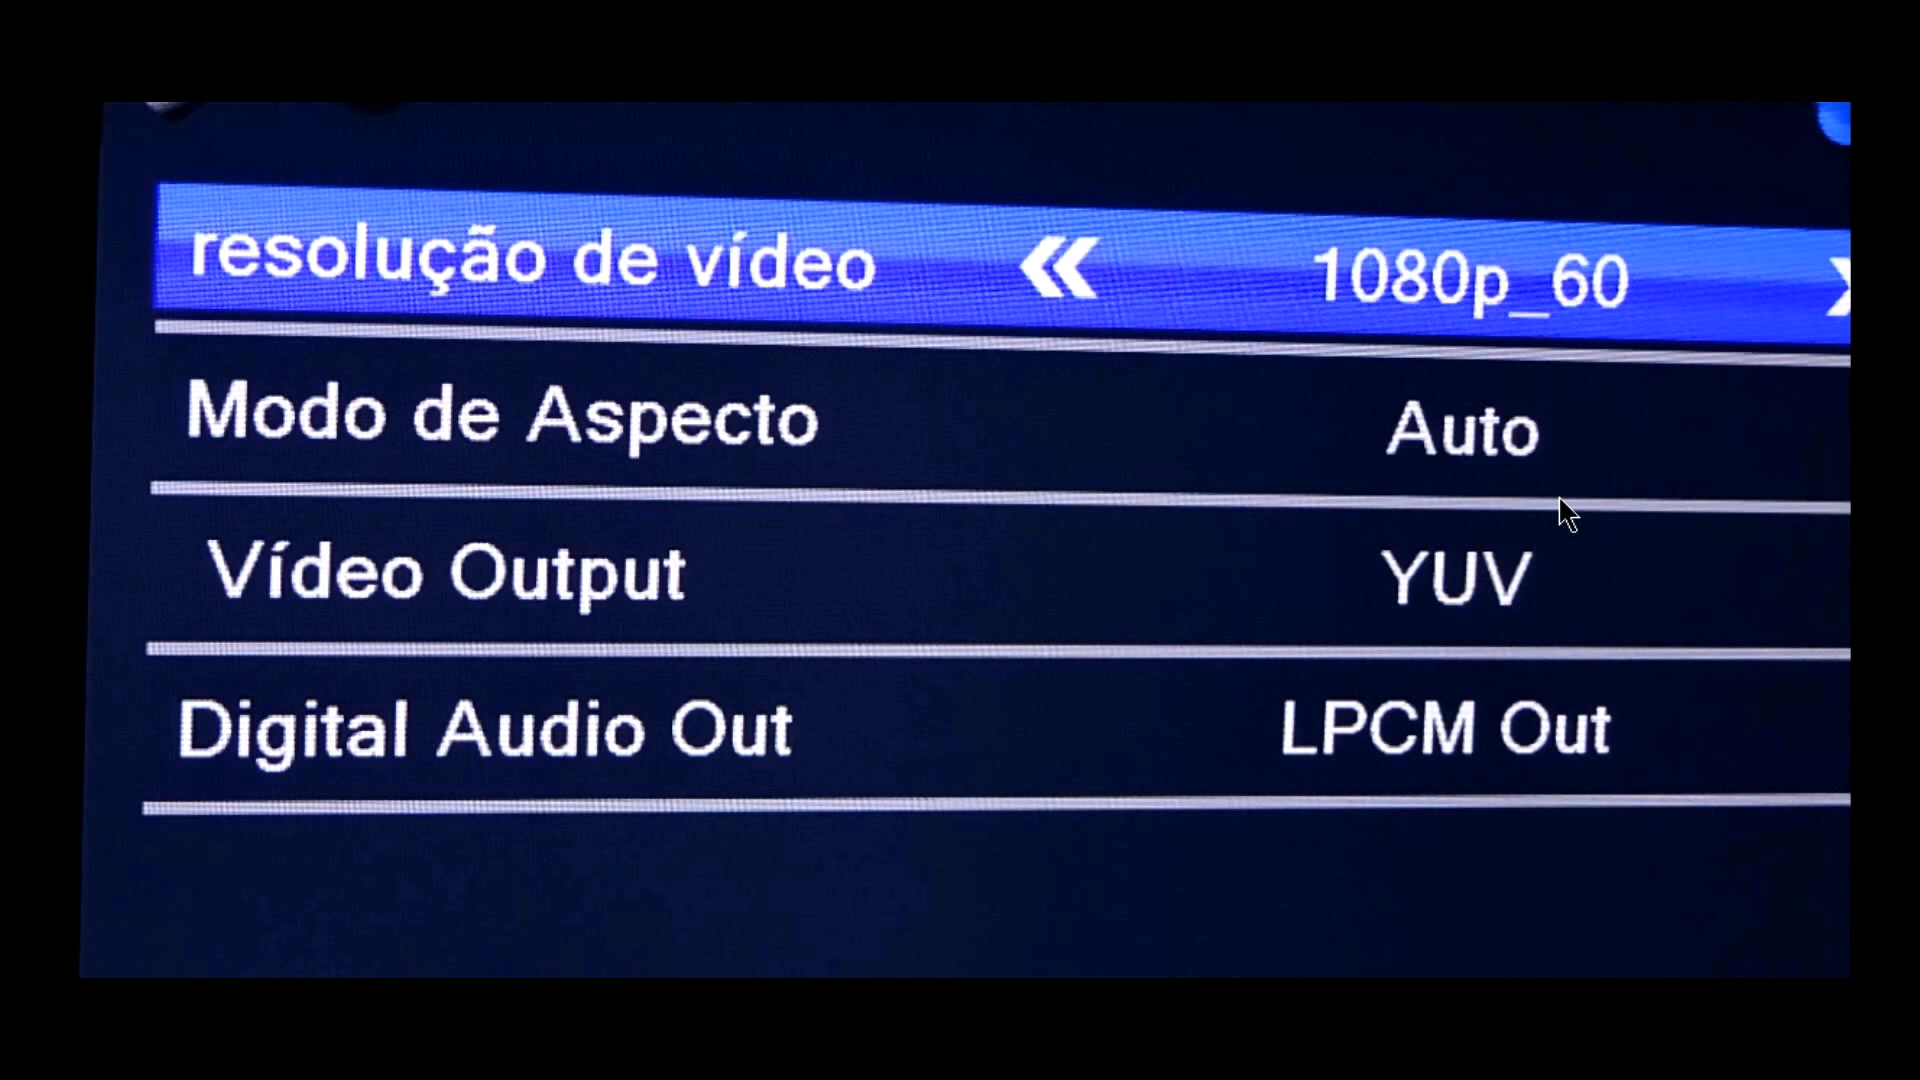 resolução de vídeo « 1080p_60
Modo de Aspecto Auto
Vídeo Output YUV
Digital Audio Out LPCM Out